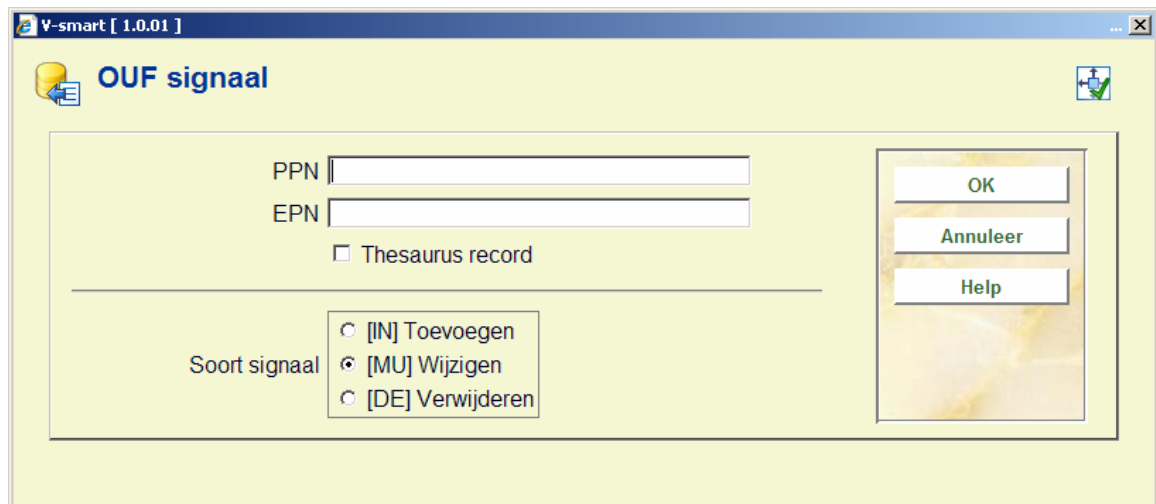 V-smart [ 1.0.01 ]
...
OUF signaal
PPN
EPN
Thesaurus record
Soort signaal
[IN] Toevoegen
[MU] Wijzigen
[DE] Verwijderen
OK
Annuleer
Help